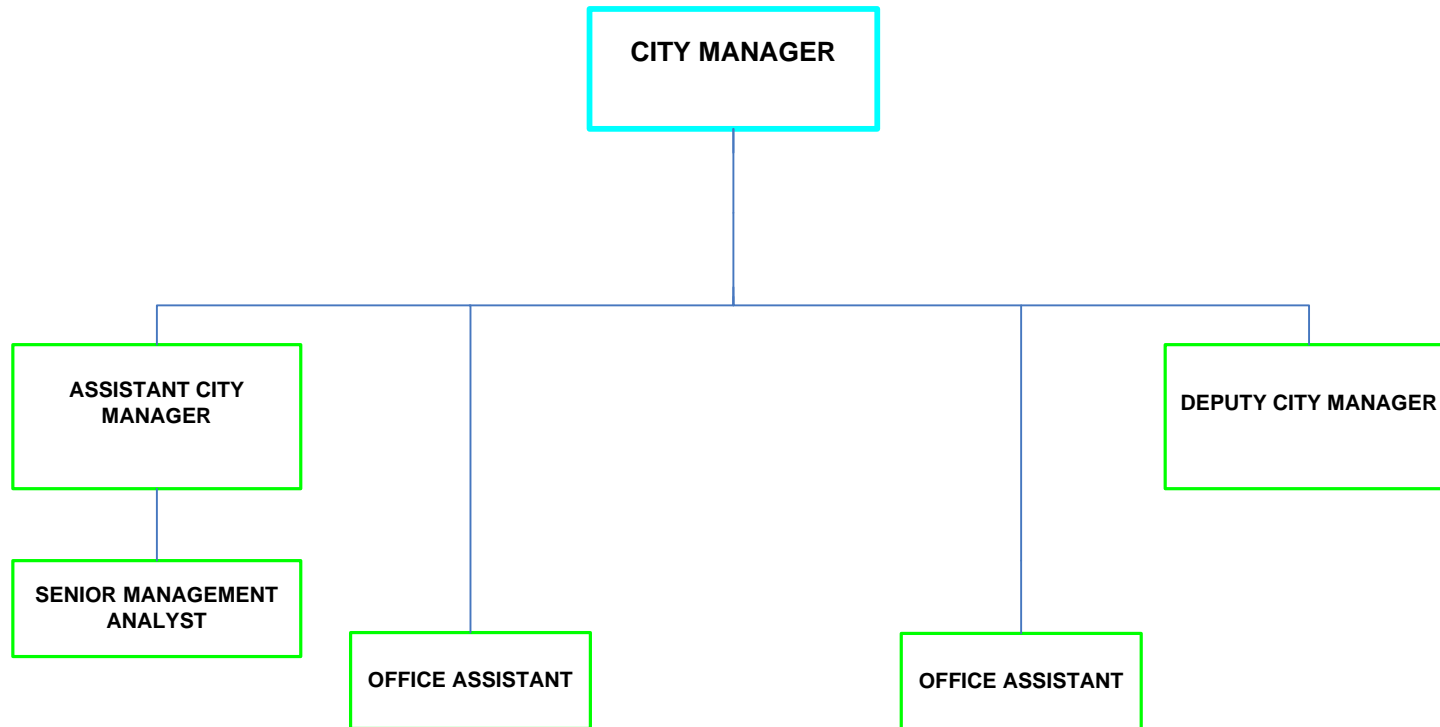 CITY MANAGER
ASSISTANT CITY
MANAGER
DEPUTY CITY MANAGER
SENIOR MANAGEMENT
ANALYST
OFFICE ASSISTANT
OFFICE ASSISTANT